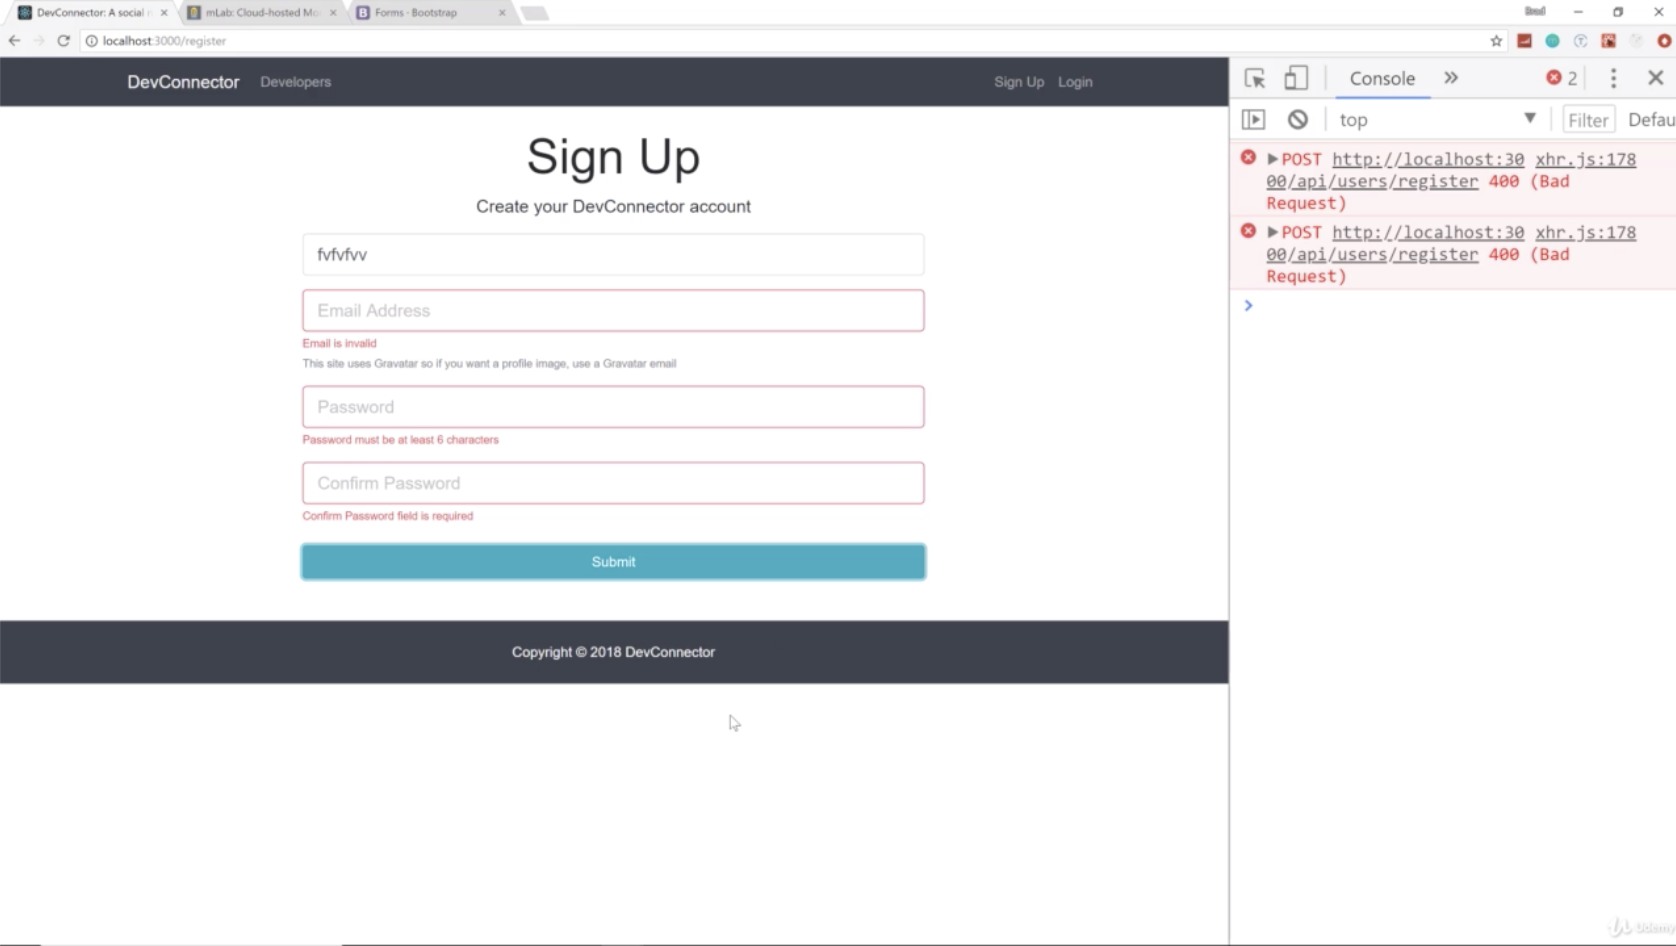 DevConnector: A social
mLab: Cloud-hosted Mo
Forms · Bootstrap
localhost:3000/register
DevConnector
Developers
Sign Up
Login
Sign Up
Create your DevConnector account
fvfvfvv
Email Address
Email is invalid
This site uses Gravatar so if you want a profile image, use a Gravatar email
Password
Password must be at least 6 characters
Confirm Password
Confirm Password field is required
Submit
Copyright © 2018 DevConnector
Console
2
top
Filter
Defau
POST http://localhost:30 xhr.js:178
00/api/users/register 400 (Bad
Request)
POST http://localhost:30 xhr.js:178
00/api/users/register 400 (Bad
Request)
Udemy